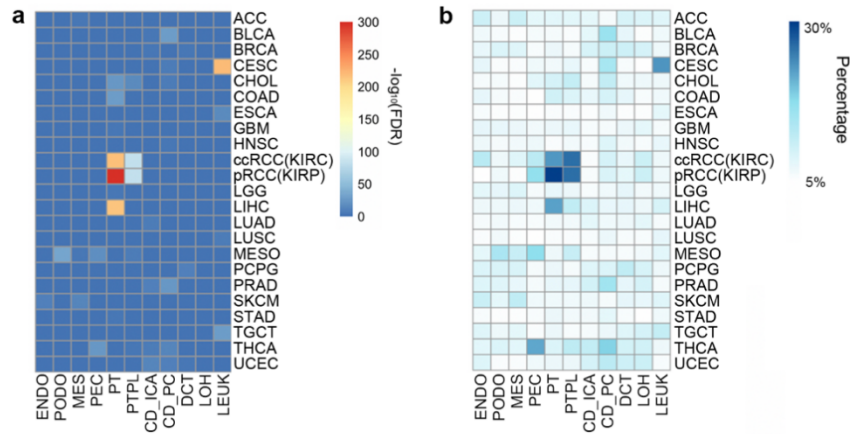 a
ACC
BLCA
BRCA
CESC
CHOL
COAD
ESCA
GBM
HNSC
ccRCC(KIRC)
pRCC(KIRP)
LGG
LIHC
LUAD
LUSC
MESO
PCPG
PRAD
SKCM
STAD
TGCT
THCA
UCEC
ENDO
PODO
MES
PEC
PT
PTPL
CD_ICA
CD_PC
DCT
LOH
LEUK
300
250
200
150
100
50
0
-log₁₀(FDR)
b
ACC
BLCA
BRCA
CESC
CHOL
COAD
ESCA
GBM
HNSC
ccRCC(KIRC)
pRCC(KIRP)
LGG
LIHC
LUAD
LUSC
MESO
PCPG
PRAD
SKCM
STAD
TGCT
THCA
UCEC
ENDO
PODO
MES
PEC
PT
PTPL
CD_ICA
CD_PC
DCT
LOH
LEUK
30%
5%
Percentage